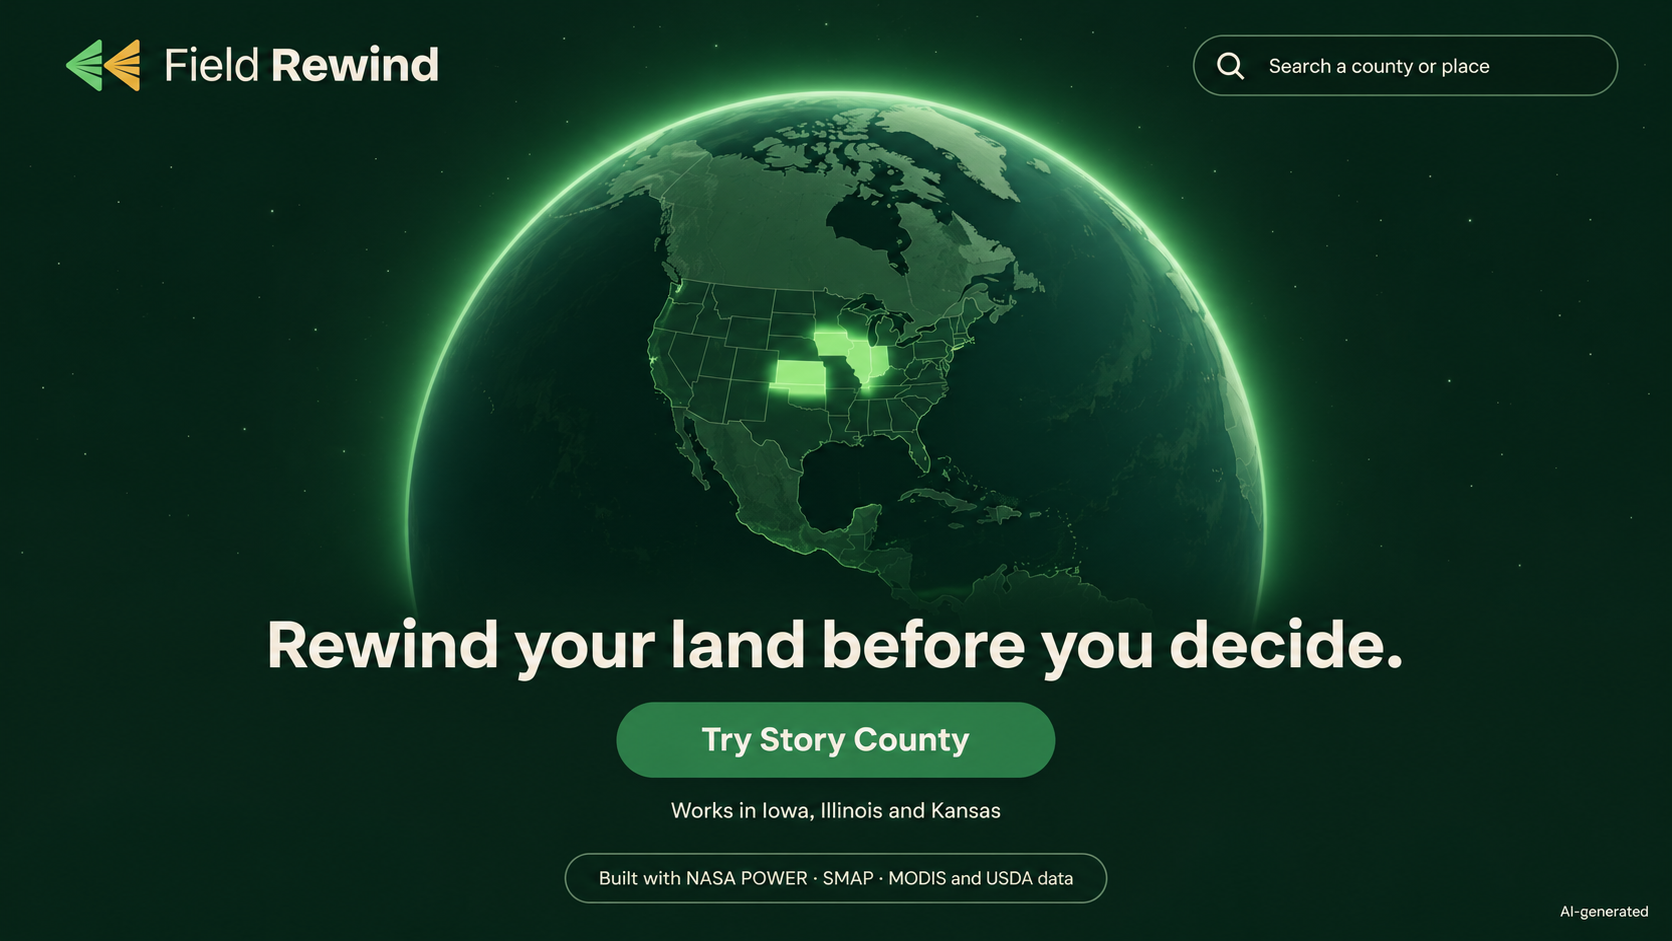 Field Rewind
Search a county or place
Rewind your land before you decide.
Try Story County
Works in Iowa, Illinois and Kansas
Built with NASA POWER · SMAP · MODIS and USDA data
AI-generated